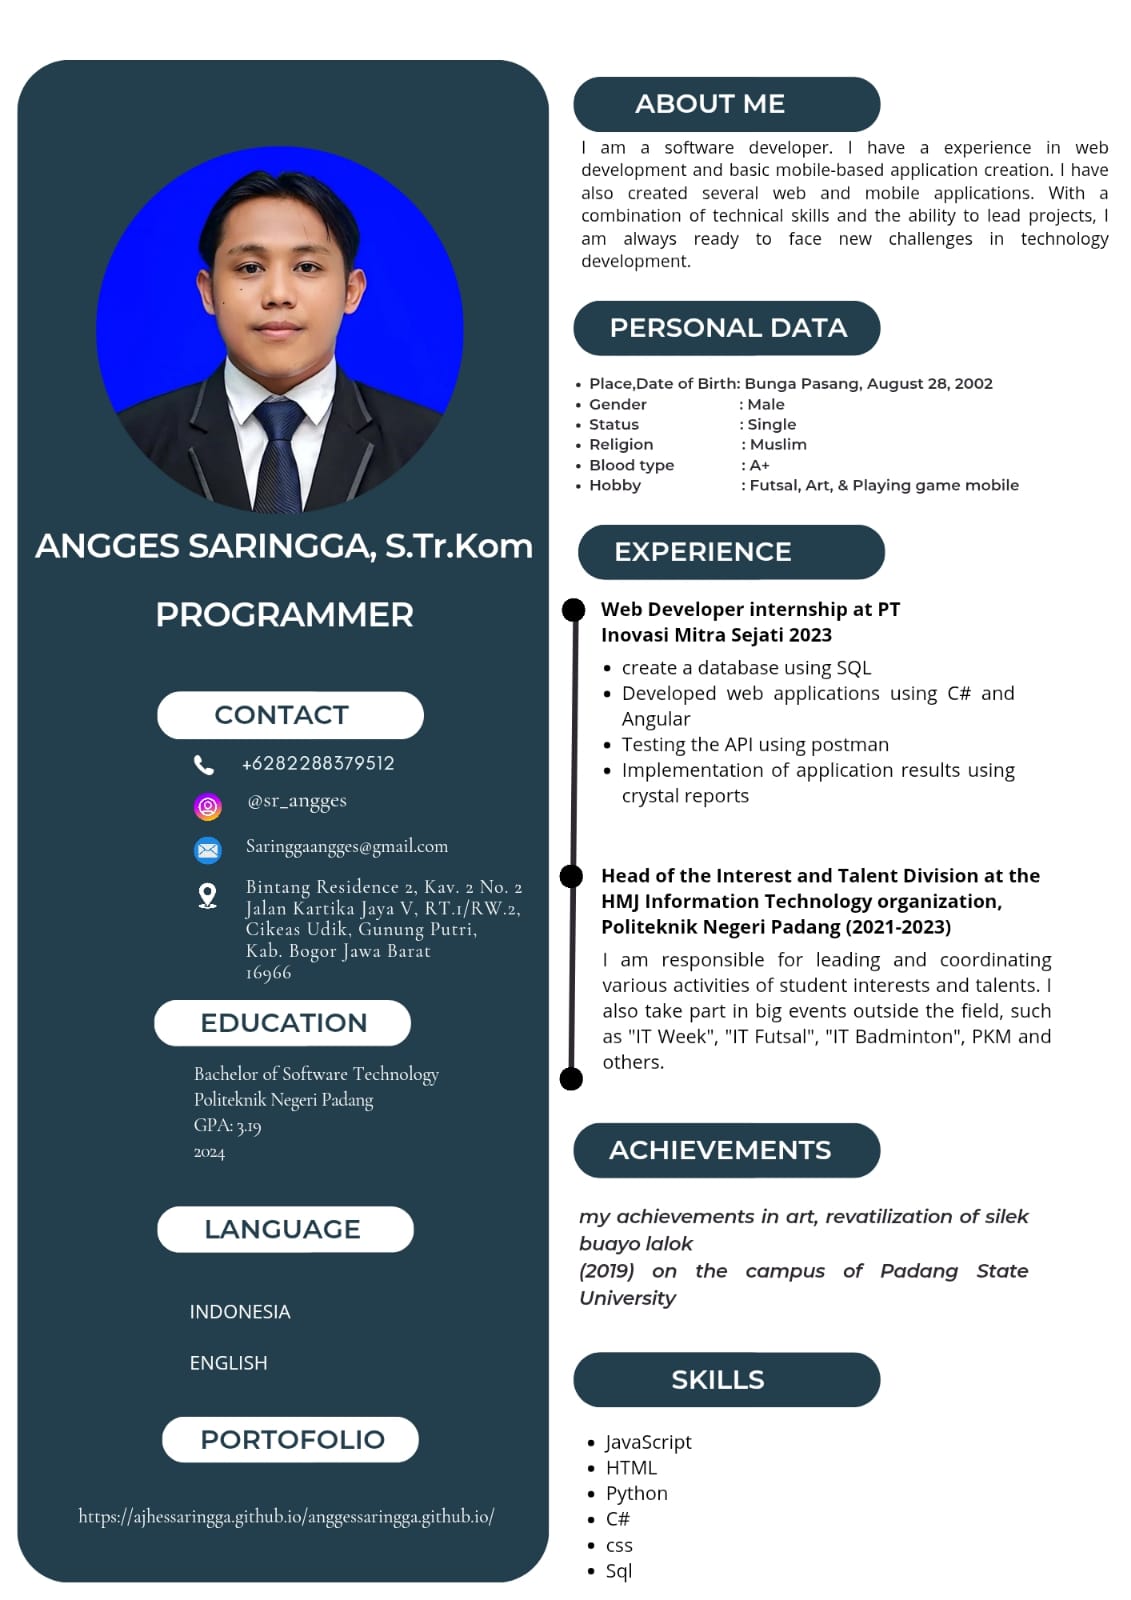 ANGGES SARINGGA, S.Tr.Kom
PROGRAMMER
CONTACT
+6282288379512
@sr_angges
Saringgaangges@gmail.com
Bintang Residence 2, Kav. 2 No. 2
Jalan Kartika Jaya V, RT.1/RW.2,
Cikeas Udik, Gunung Putri,
Kab. Bogor Jawa Barat
16966
EDUCATION
Bachelor of Software Technology
Politeknik Negeri Padang
GPA: 3.19
2024
LANGUAGE
INDONESIA
ENGLISH
PORTOFOLIO
https://ajhessaringga.github.io/anggessaringga.github.io/
ABOUT ME
I am a software developer. I have a experience in web
development and basic mobile-based application creation. I have
also created several web and mobile applications. With a
combination of technical skills and the ability to lead projects, I
am always ready to face new challenges in technology
development.
PERSONAL DATA
• Place,Date of Birth: Bunga Pasang, August 28, 2002
• Gender : Male
• Status : Single
• Religion : Muslim
• Blood type : A+
• Hobby : Futsal, Art, & Playing game mobile
EXPERIENCE
Web Developer internship at PT
Inovasi Mitra Sejati 2023
• create a database using SQL
• Developed web applications using C# and
Angular
• Testing the API using postman
• Implementation of application results using
crystal reports
Head of the Interest and Talent Division at the
HMJ Information Technology organization,
Politeknik Negeri Padang (2021-2023)
I am responsible for leading and coordinating
various activities of student interests and talents. I
also take part in big events outside the field, such
as "IT Week", "IT Futsal", "IT Badminton", PKM and
others.
ACHIEVEMENTS
my achievements in art, revatilization of silek
buayo lalok
(2019) on the campus of Padang State
University
SKILLS
• JavaScript
• HTML
• Python
• C#
• css
• Sql